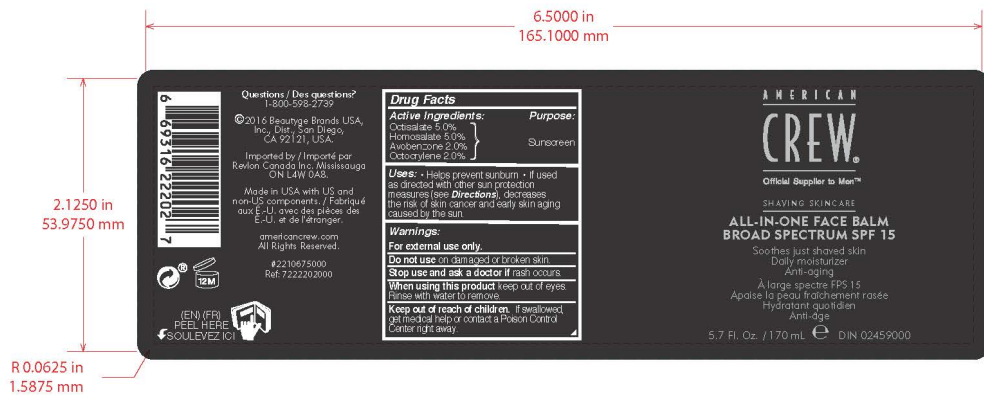 6.5000 in
165.1000 mm
2.1250 in
53.9750 mm
R 0.0625 in
1.5875 mm
6 69316 22202 7
Questions / Des questions?
1-800-598-2739
©2016 Beautyge Brands USA,
Inc., Dist., San Diego,
CA 92121, USA.
Imported by / Importé par
Revlon Canada Inc. Mississauga
ON L4W 0A8.
Made in USA with US and
non-US components. / Fabriqué
aux É.-U. avec des pièces des
É.-U. et de l'étranger.
americancrew.com
All Rights Reserved.
#2210675000
Ref: 7222202000
®
12M
(EN) (FR)
PEEL HERE
SOULEVEZ ICI
Drug Facts
Active Ingredients: Purpose:
Octisalate 5.0%
Homosalate 5.0%
Avobenzone 2.0%
Octocrylene 2.0%
Sunscreen
Uses: • Helps prevent sunburn • If used
as directed with other sun protection
measures (see Directions), decreases
the risk of skin cancer and early skin aging
caused by the sun.
Warnings:
For external use only.
Do not use on damaged or broken skin.
Stop use and ask a doctor if rash occurs.
When using this product keep out of eyes.
Rinse with water to remove.
Keep out of reach of children. If swallowed,
get medical help or contact a Poison Control
Center right away.
AMERICAN
CREW®
Official Supplier to Men™
SHAVING SKINCARE
ALL-IN-ONE FACE BALM
BROAD SPECTRUM SPF 15
Soothes just shaved skin
Daily moisturizer
Anti-aging
À large spectre FPS 15
Apaise la peau fraîchement rasée
Hydratant quotidien
Anti-âge
5.7 Fl. Oz. / 170 mL ℮ DIN 02459000